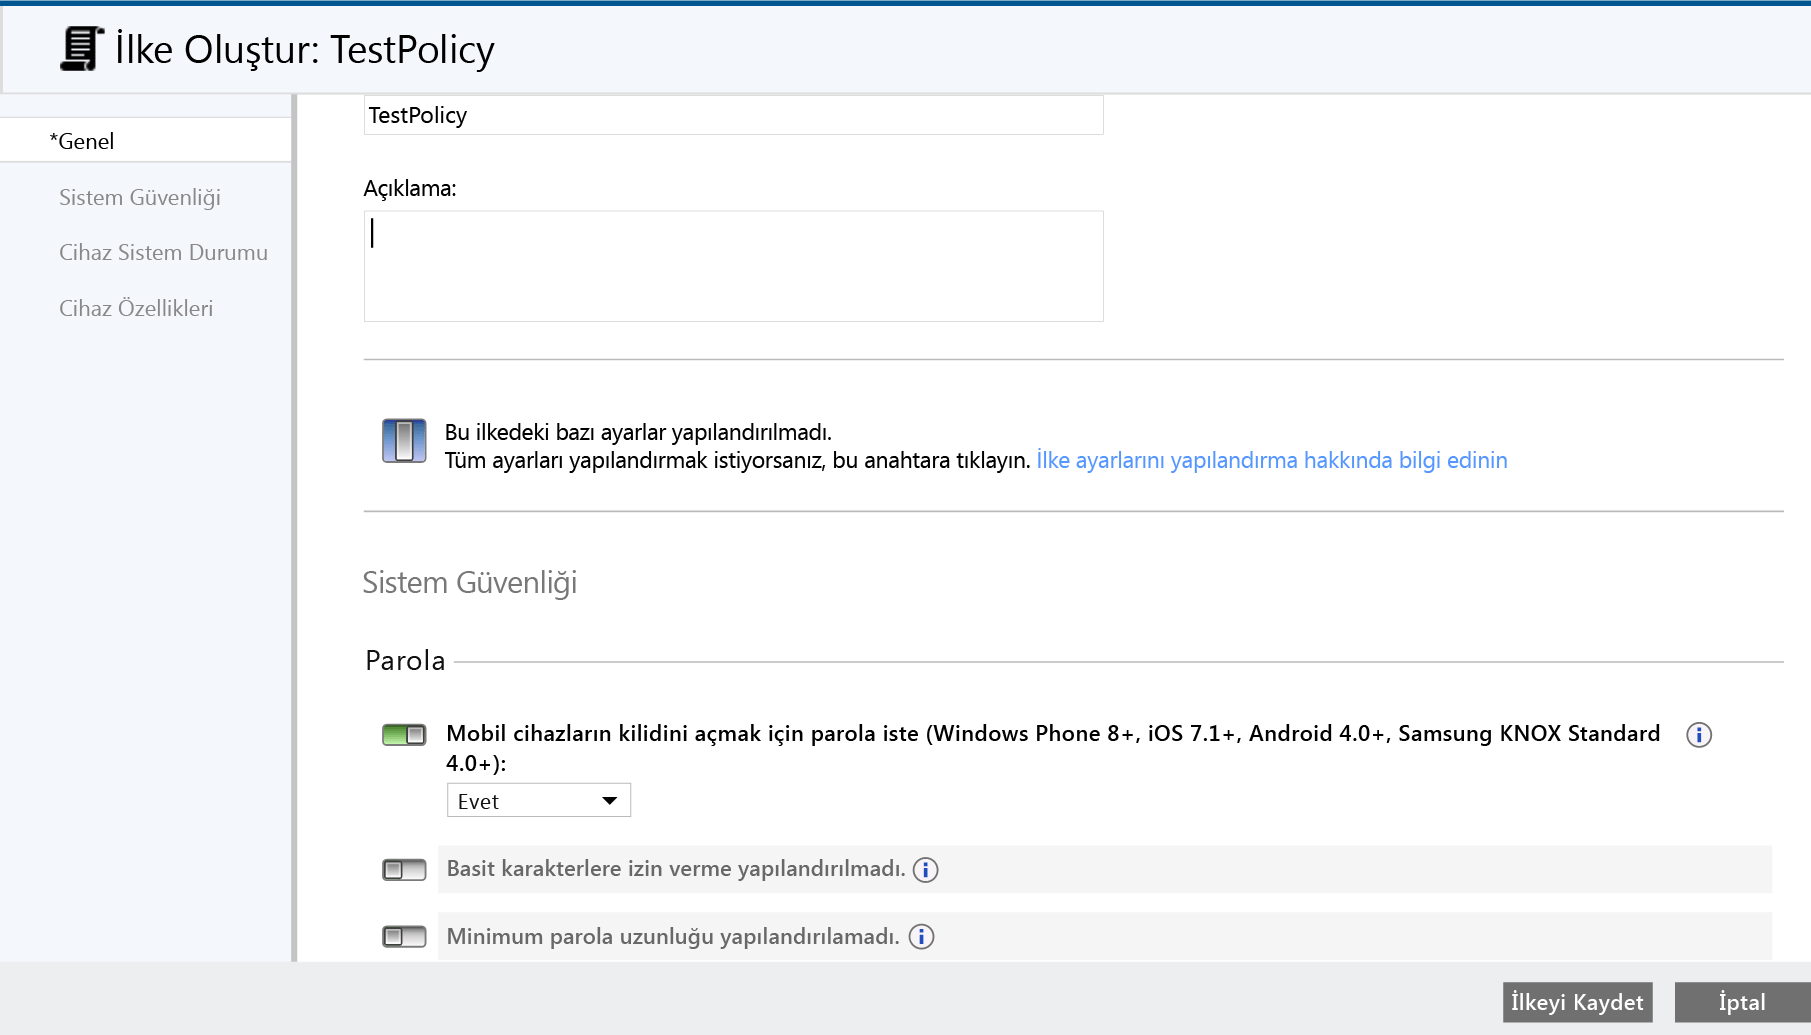 İlke Oluştur: TestPolicy
*Genel
Sistem Güvenliği
Cihaz Sistem Durumu
Cihaz Özellikleri
TestPolicy
Açıklama:
Bu ilkedeki bazı ayarlar yapılandırılmadı.
Tüm ayarları yapılandırmak istiyorsanız, bu anahtara tıklayın. İlke ayarlarını yapılandırma hakkında bilgi edinin
Sistem Güvenliği
Parola
Mobil cihazların kilidini açmak için parola iste (Windows Phone 8+, iOS 7.1+, Android 4.0+, Samsung KNOX Standard
4.0+):
Evet
Basit karakterlere izin verme yapılandırılmadı.
Minimum parola uzunluğu yapılandırılamadı.
İlkeyi Kaydet
İptal